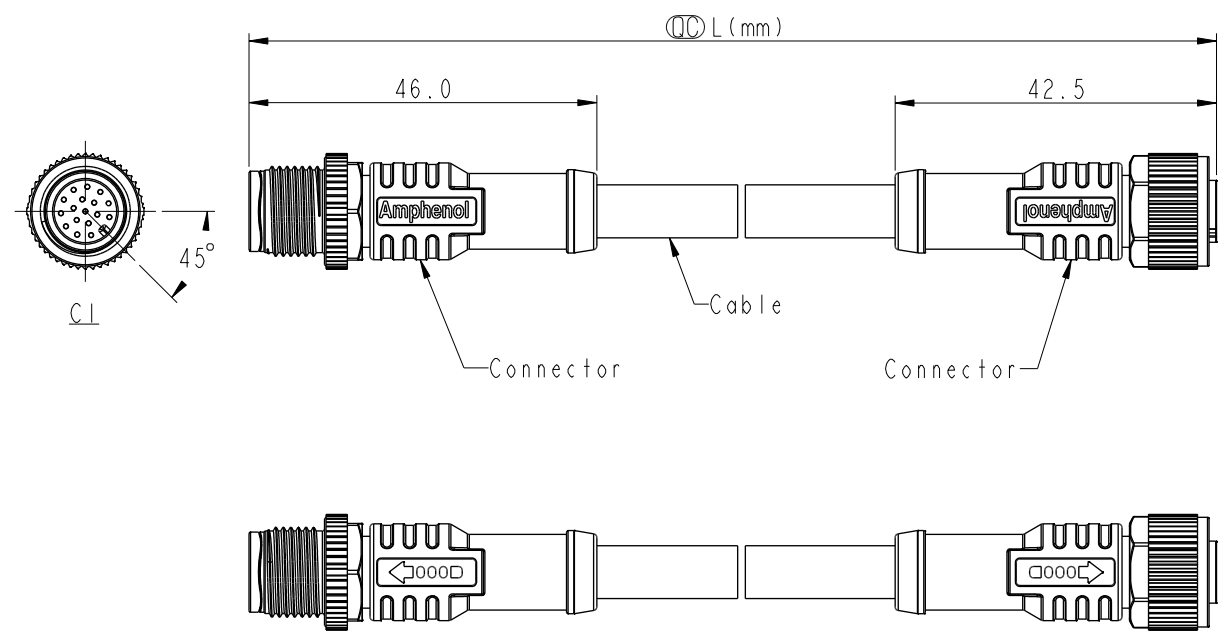 QC L(mm)
46.0
42.5
Amphenol
Amphenol
45°
C1
Cable
Connector
Connector